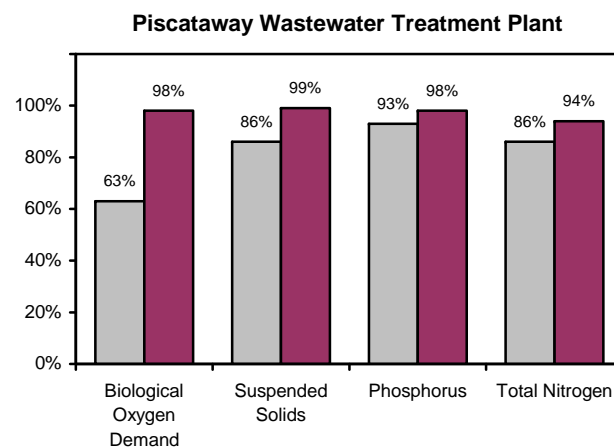 Piscataway Wastewater Treatment Plant
98%
99%
98%
93%
94%
86%
86%
63%
100%
80%
60%
40%
20%
0%
Biological
Oxygen
Demand
Suspended
Solids
Phosphorus
Total Nitrogen